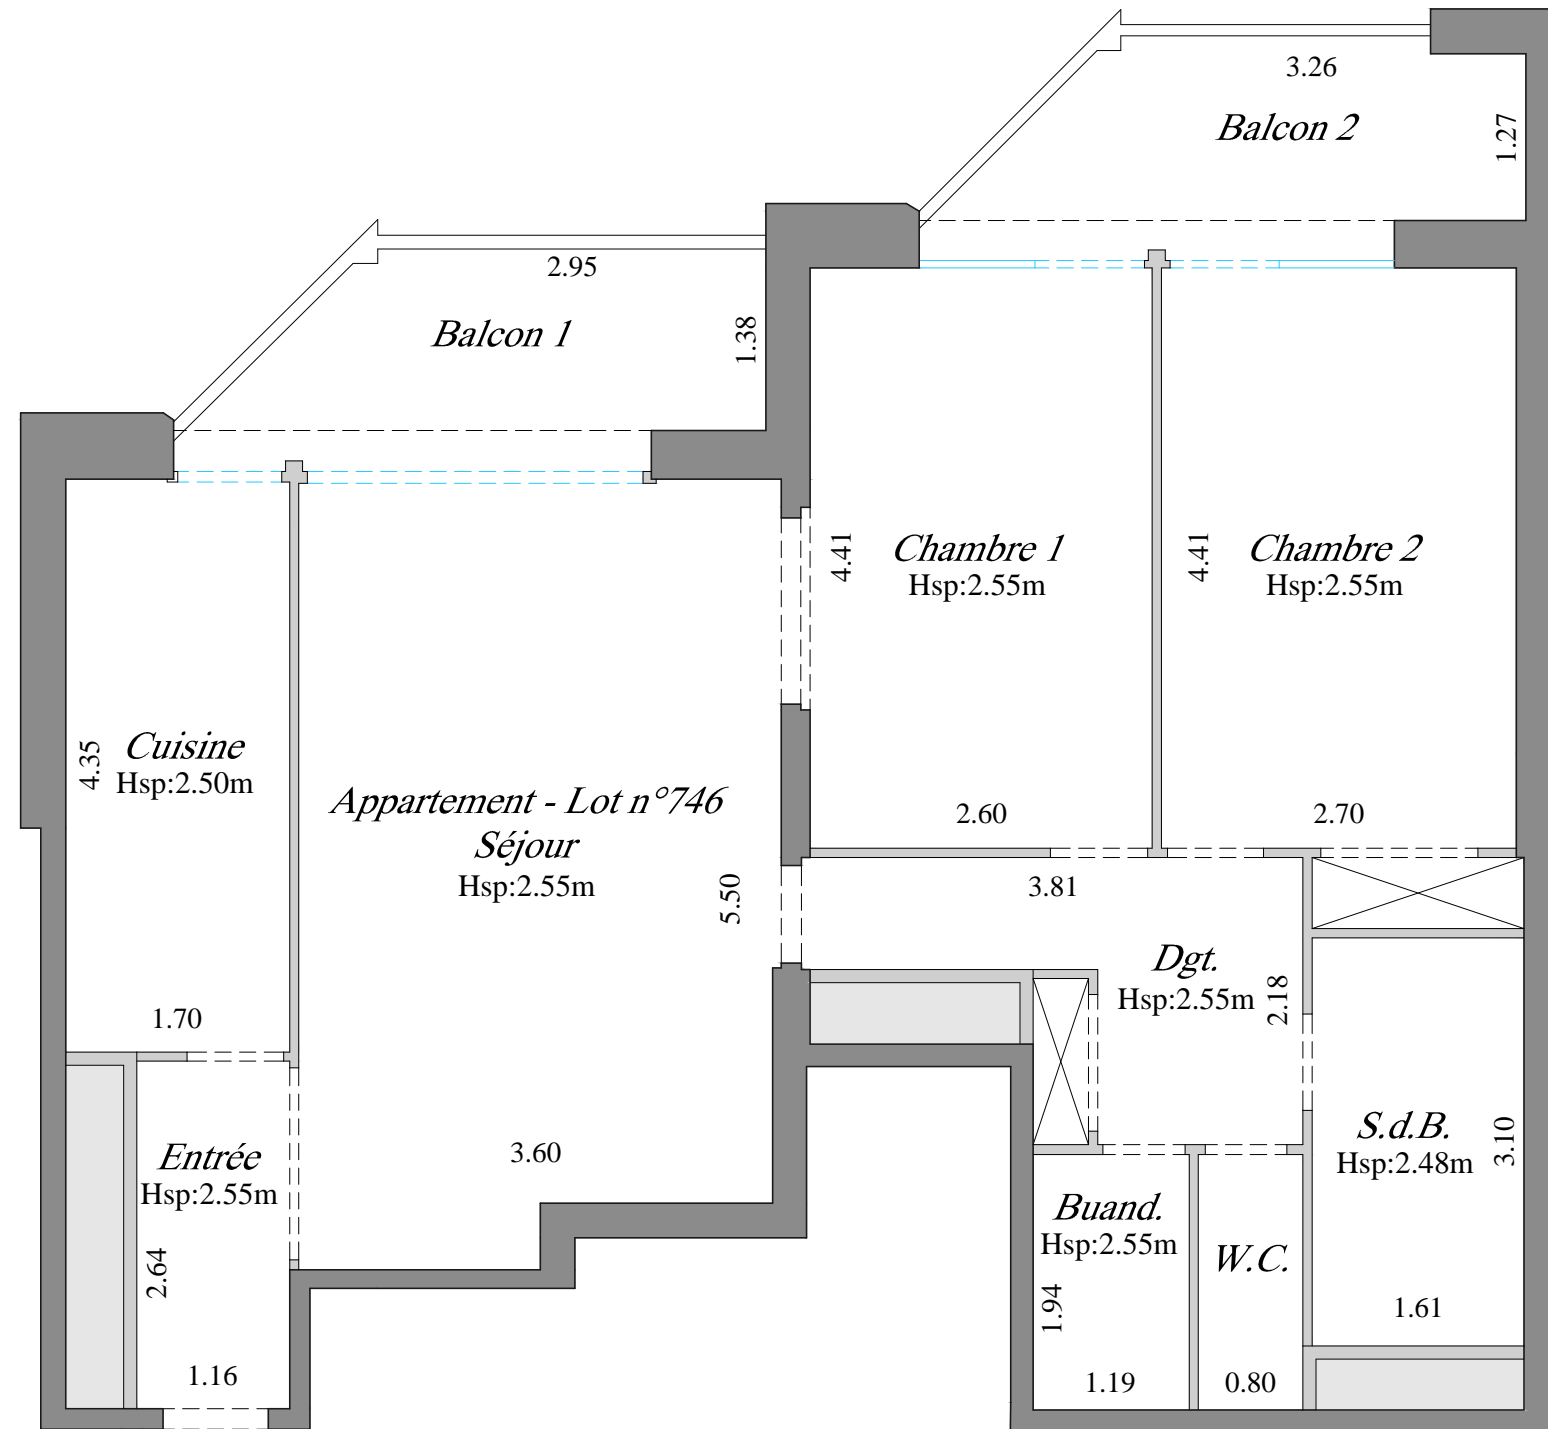 3.26
Balcon 2
1.27
2.95
Balcon 1
1.38
4.41
Chambre 1
Hsp:2.55m
4.41
Chambre 2
Hsp:2.55m
4.35
Cuisine
Hsp:2.50m
Appartement - Lot n°746
Séjour
Hsp:2.55m
5.50
2.60
2.70
3.81
Dgt.
Hsp:2.55m
2.18
1.70
Entrée
Hsp:2.55m
2.64
1.16
3.60
S.d.B.
Hsp:2.48m
3.10
1.61
Buand.
Hsp:2.55m
1.94
1.19
W.C.
0.80